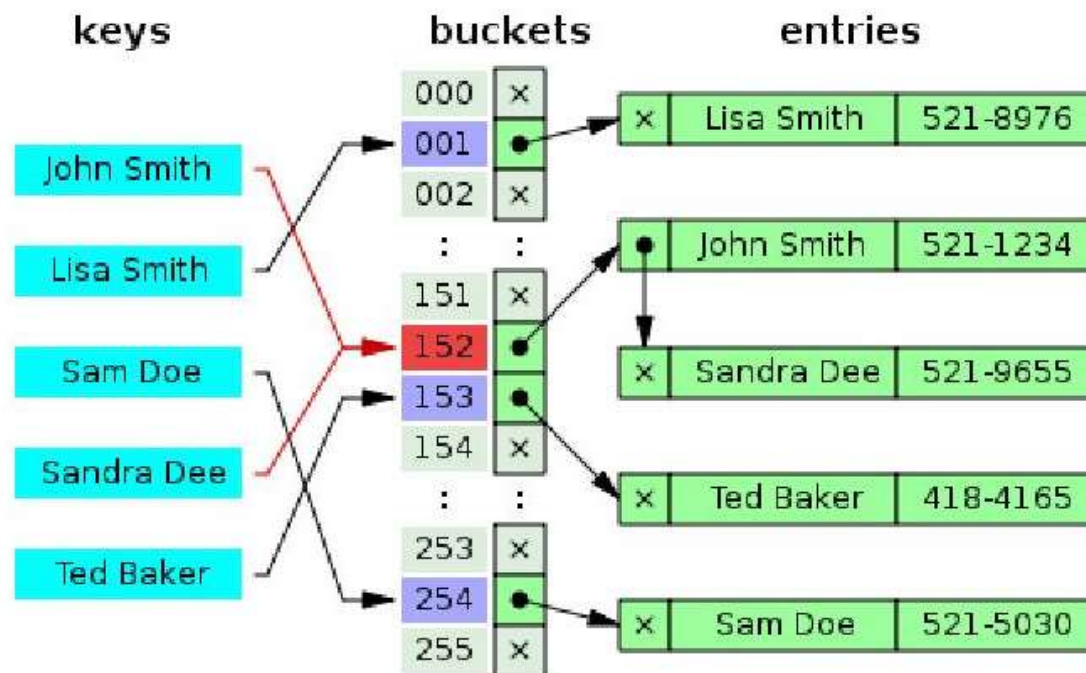 keys buckets entries
000 ×
Lisa Smith 521-8976
001
John Smith
002 ×
John Smith 521-1234
: :
Lisa Smith
151 ×
152
Sam Doe
× Sandra Dee 521-9655
153
154 ×
Sandra Dee
: :
× Ted Baker 418-4165
253 ×
Ted Baker
254
× Sam Doe 521-5030
255 ×